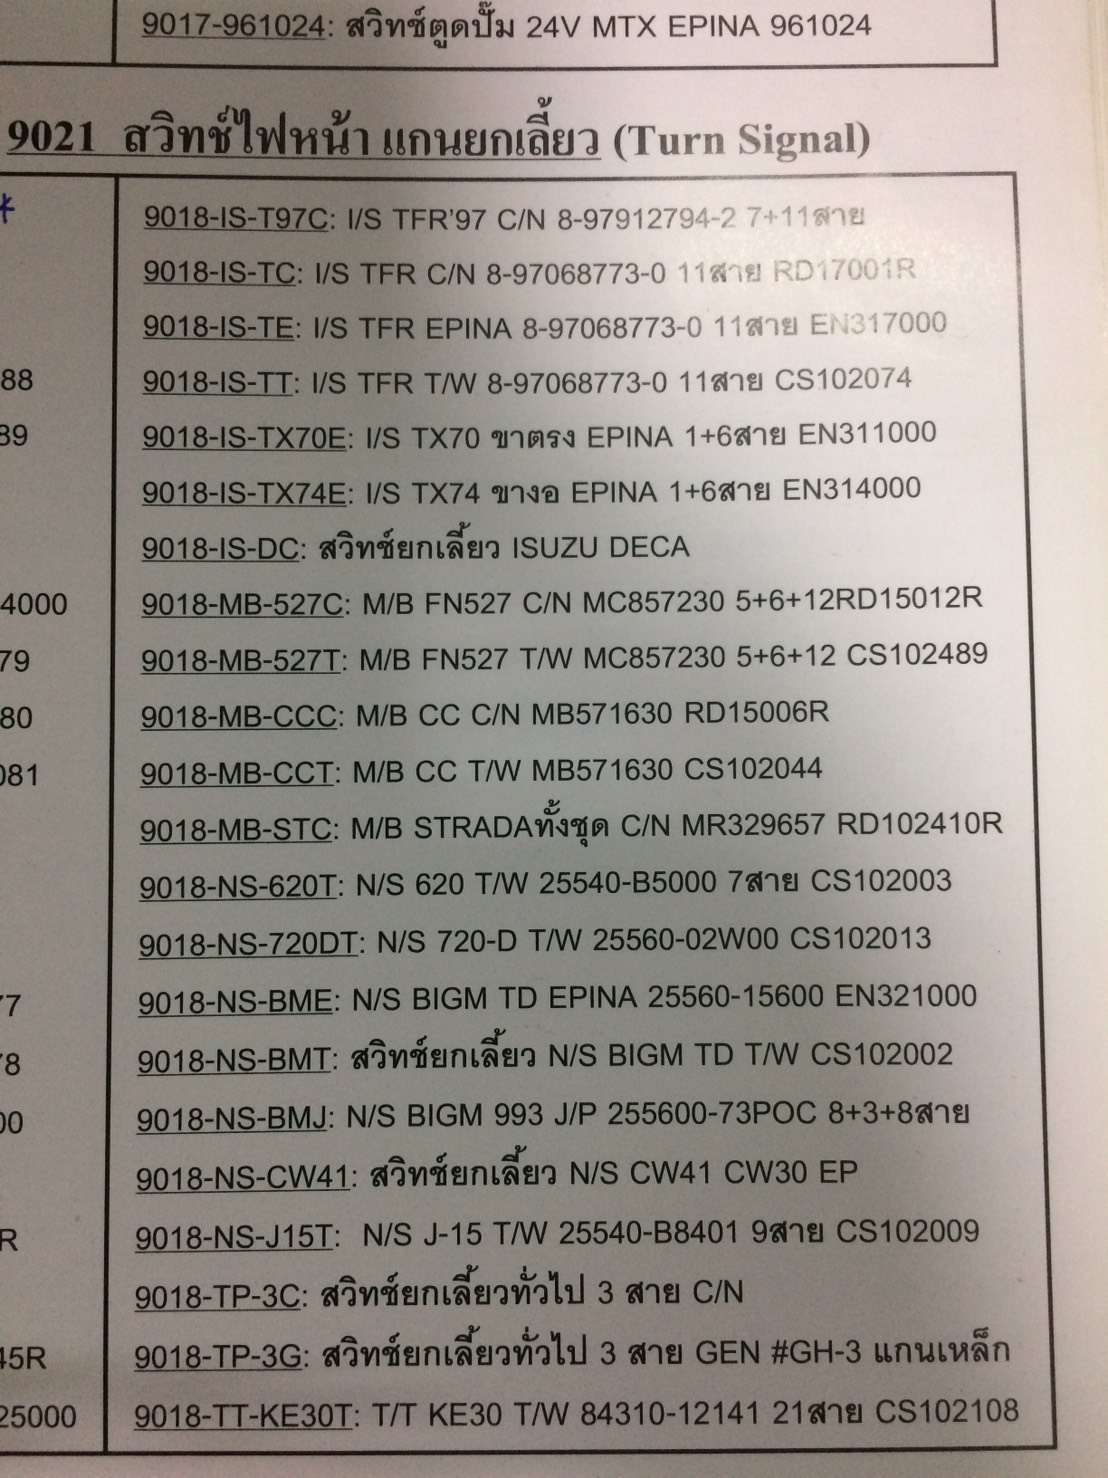 9017-961024: สวิทช์ตูดปั๊ม 24V MTX EPINA 961024
9021 สวิทช์ไฟหน้า แกนยกเลี้ยว (Turn Signal)
9018-IS-T97C: I/S TFR'97 C/N 8-97912794-2 7+11สาย
9018-IS-TC: I/S TFR C/N 8-97068773-0 11สาย RD17001R
9018-IS-TE: I/S TFR EPINA 8-97068773-0 11สาย EN317000
88 9018-IS-TT: I/S TFR T/W 8-97068773-0 11สาย CS102074
89 9018-IS-TX70E: I/S TX70 ขาตรง EPINA 1+6สาย EN311000
9018-IS-TX74E: I/S TX74 ขางอ EPINA 1+6สาย EN314000
9018-IS-DC: สวิทช์ยกเลี้ยว ISUZU DECA
4000 9018-MB-527C: M/B FN527 C/N MC857230 5+6+12RD15012R
79 9018-MB-527T: M/B FN527 T/W MC857230 5+6+12 CS102489
80 9018-MB-CCC: M/B CC C/N MB571630 RD15006R
081 9018-MB-CCT: M/B CC T/W MB571630 CS102044
9018-MB-STC: M/B STRADAทั้งชุด C/N MR329657 RD102410R
9018-NS-620T: N/S 620 T/W 25540-B5000 7สาย CS102003
9018-NS-720DT: N/S 720-D T/W 25560-02W00 CS102013
77 9018-NS-BME: N/S BIGM TD EPINA 25560-15600 EN321000
78 9018-NS-BMT: สวิทช์ยกเลี้ยว N/S BIGM TD T/W CS102002
00 9018-NS-BMJ: N/S BIGM 993 J/P 255600-73POC 8+3+8สาย
9018-NS-CW41: สวิทช์ยกเลี้ยว N/S CW41 CW30 EP
R 9018-NS-J15T: N/S J-15 T/W 25540-B8401 9สาย CS102009
9018-TP-3C: สวิทช์ยกเลี้ยวทั่วไป 3 สาย C/N
45R 9018-TP-3G: สวิทช์ยกเลี้ยวทั่วไป 3 สาย GEN #GH-3 แกนเหล็ก
25000 9018-TT-KE30T: T/T KE30 T/W 84310-12141 21สาย CS102108